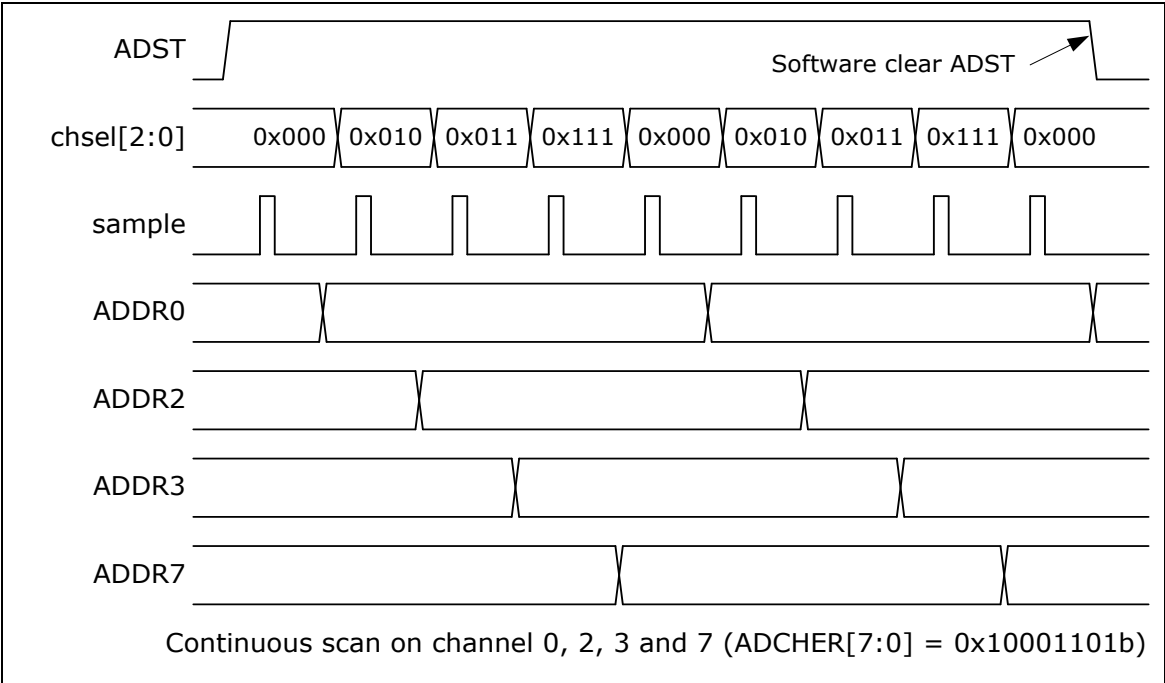 ADST
Software clear ADST
chsel[2:0]
0x000 0x010 0x011 0x111 0x000 0x010 0x011 0x111 0x000
sample
ADDR0
ADDR2
ADDR3
ADDR7
Continuous scan on channel 0, 2, 3 and 7 (ADCHER[7:0] = 0x10001101b)